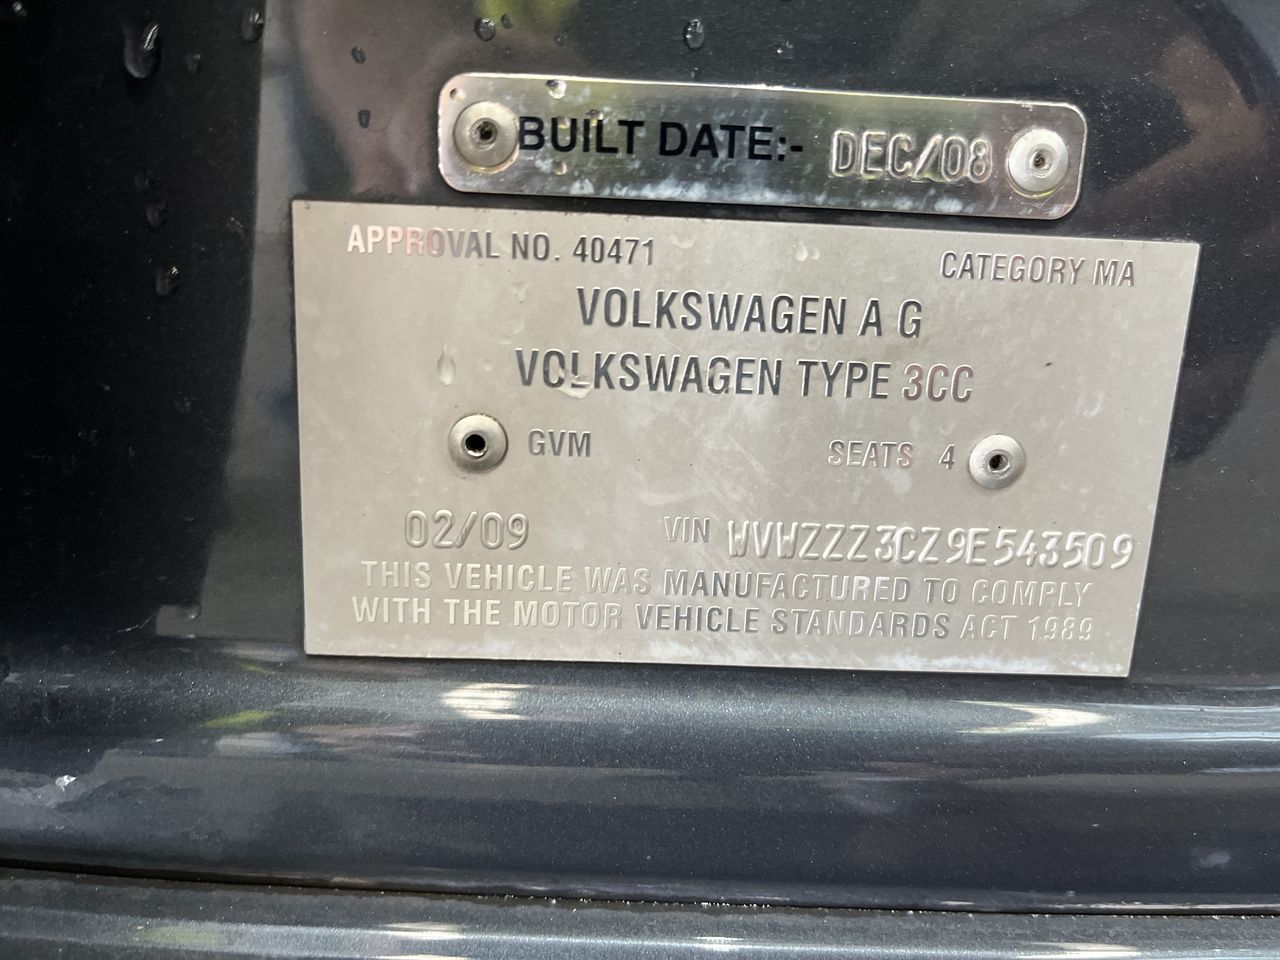 BUILT DATE:- DEC/08
APPROVAL NO. 40471 CATEGORY MA
VOLKSWAGEN A G
VOLKSWAGEN TYPE 3CC
GVM SEATS 4
02/09 VIN WVWZZZ3CZ9E543509
THIS VEHICLE WAS MANUFACTURED TO COMPLY
WITH THE MOTOR VEHICLE STANDARDS ACT 1989